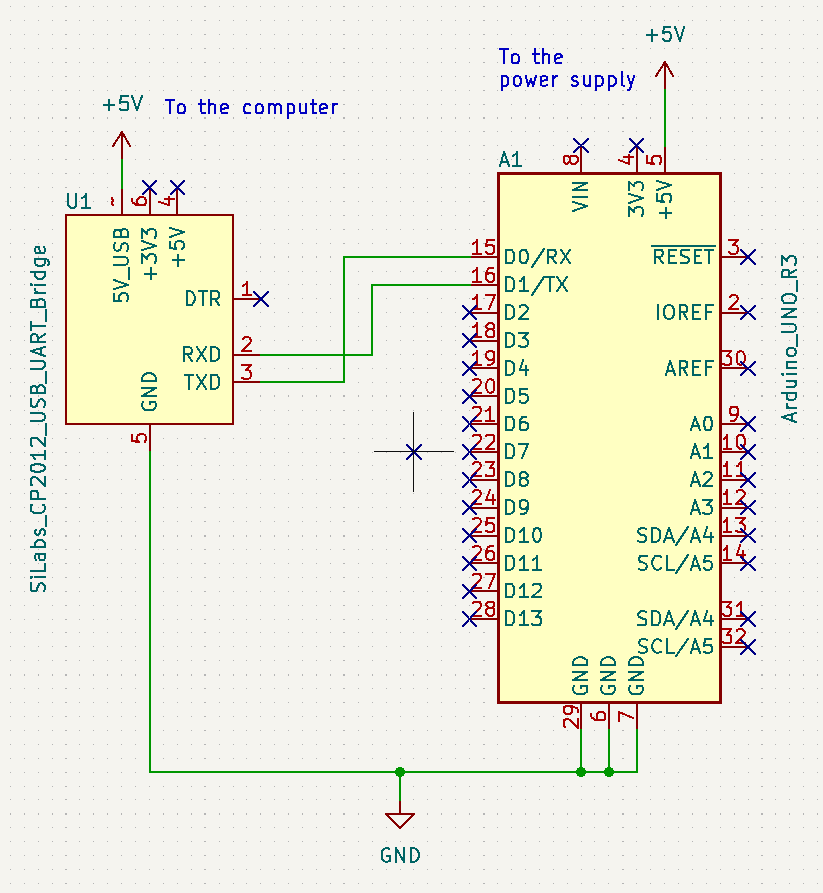 +5V
To the
power supply
+5V
To the computer
U1
~
6
4
5V_USB
+3V3
+5V
DTR
1
RXD
2
TXD
3
GND
5
SiLabs_CP2012_USB_UART_Bridge
A1
8
4
5
VIN
3V3
+5V
15
D0/RX
16
D1/TX
17
D2
18
D3
19
D4
20
D5
21
D6
22
D7
23
D8
24
D9
25
D10
26
D11
27
D12
28
D13
RESET
3
IOREF
2
AREF
30
A0
9
A1
10
A2
11
A3
12
SDA/A4
13
SCL/A5
14
SDA/A4
31
SCL/A5
32
GND
GND
GND
29
6
7
Arduino_UNO_R3
GND